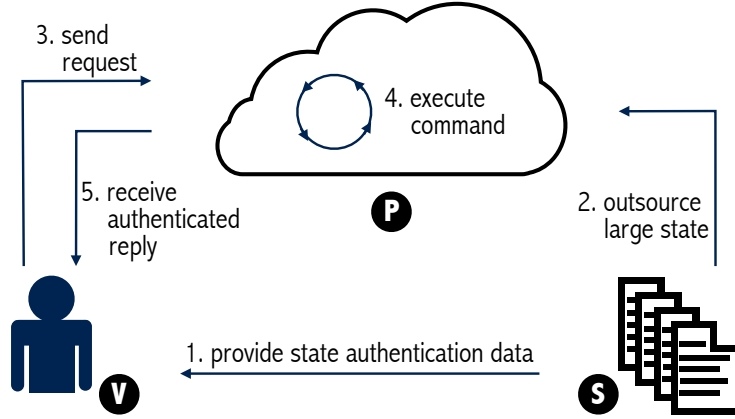 3. send
request
4. execute
command
P
5. receive
authenticated
reply
2. outsource
large state
1. provide state authentication data
V
S